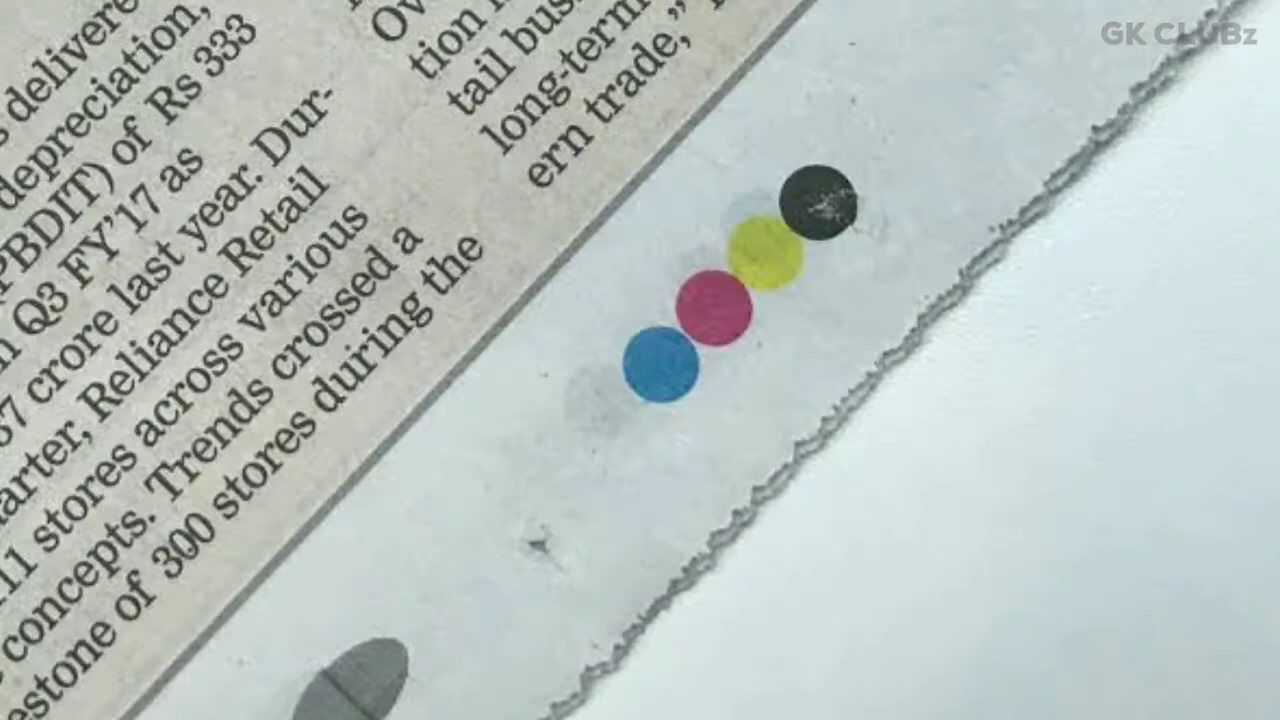 delivere
depreciation,
PBDIT) of Rs 333
Q3 FY’17 as
crore last year. Dur-
Reliance Retail
11 stores across various
concepts. Trends crossed a
estone of 300 stores during the
Ov
tion
tail bus
long-term
ern trade,”
GK CLUBz